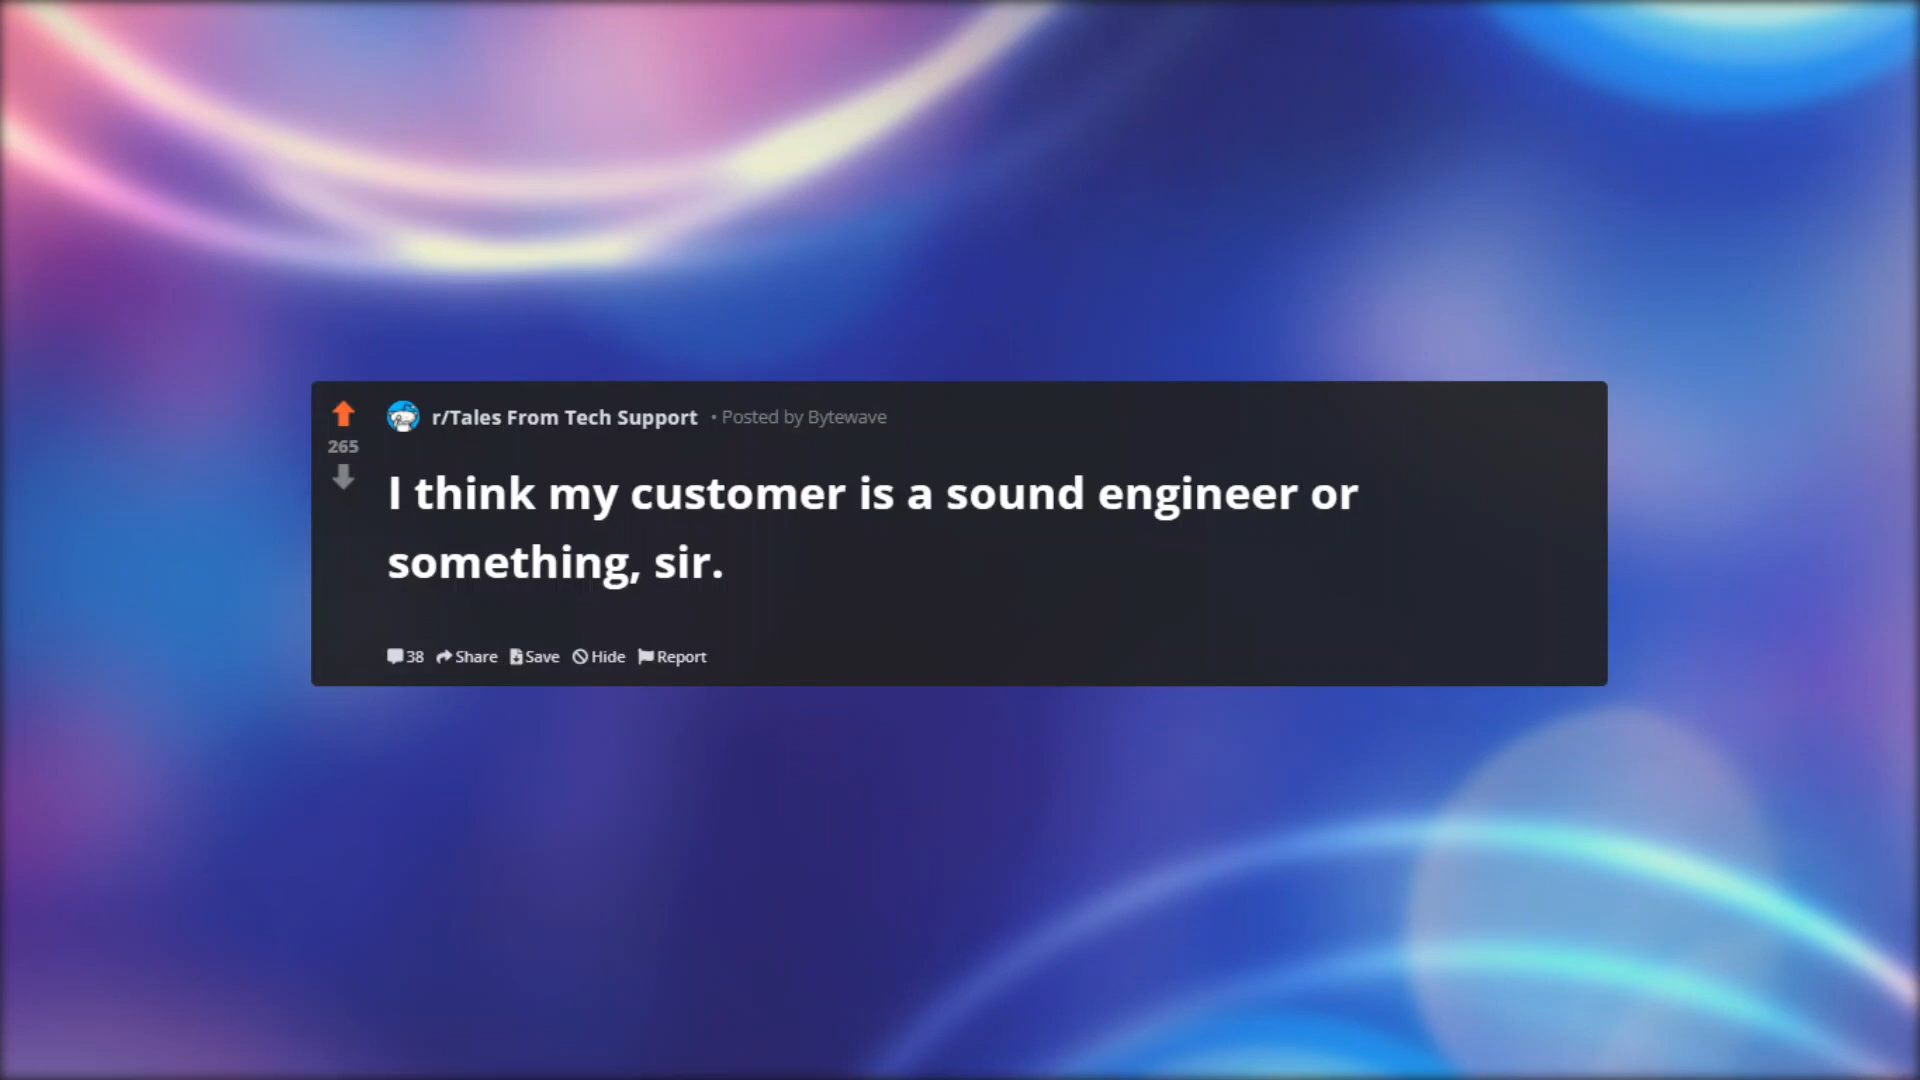 r/Tales From Tech Support • Posted by Bytewave
265
I think my customer is a sound engineer or
something, sir.
38 Share Save Hide Report